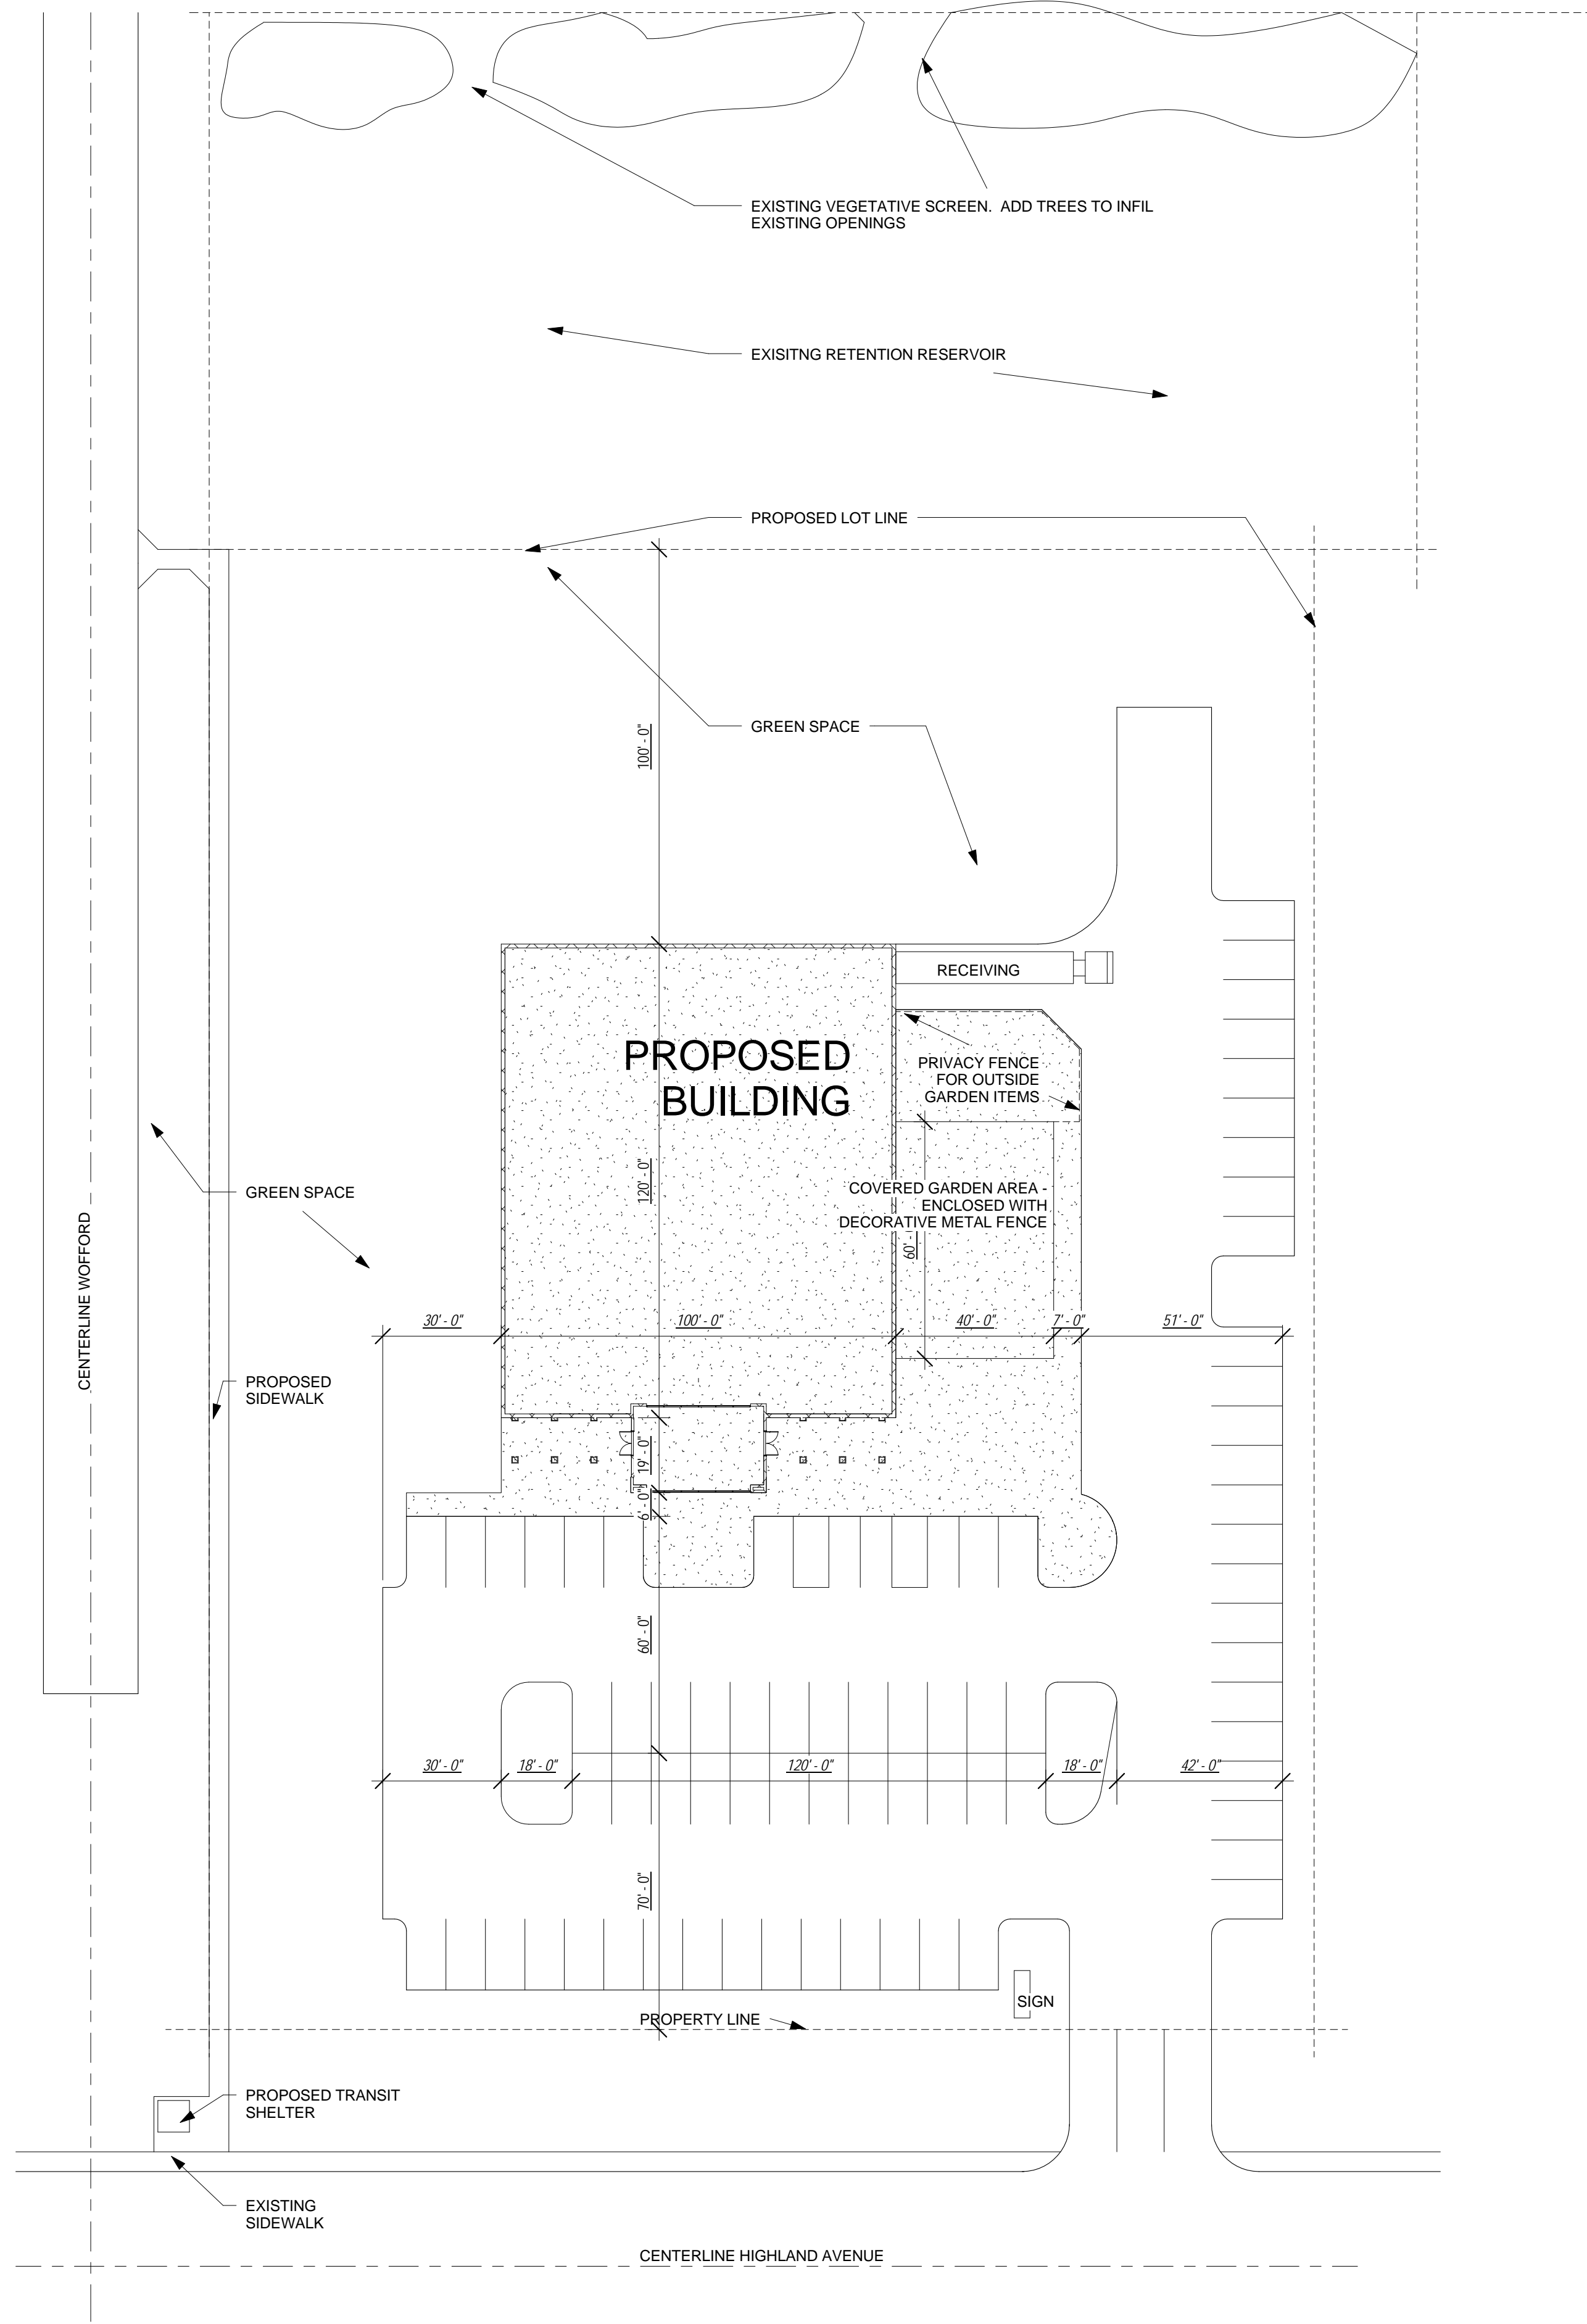 EXISTING VEGETATIVE SCREEN.  ADD TREES TO INFIL
EXISTING OPENINGS
EXISITNG RETENTION RESERVOIR
PROPOSED LOT LINE
100' - 0"
GREEN SPACE
RECEIVING
PROPOSED
BUILDING
PRIVACY FENCE
FOR OUTSIDE
GARDEN ITEMS
120' - 0"
COVERED GARDEN AREA -
ENCLOSED WITH
DECORATIVE METAL FENCE
60' -
GREEN SPACE
CENTERLINE WOFFORD
30' - 0"
100' - 0"
40' - 0"
7' - 0"
51' - 0"
PROPOSED
SIDEWALK
19' - 0"
6' - 0"
60' - 0"
30' - 0"
18' - 0"
120' - 0"
18' - 0"
42' - 0"
70' - 0"
SIGN
PROPERTY LINE
PROPOSED TRANSIT
SHELTER
EXISTING
SIDEWALK
CENTERLINE HIGHLAND AVENUE